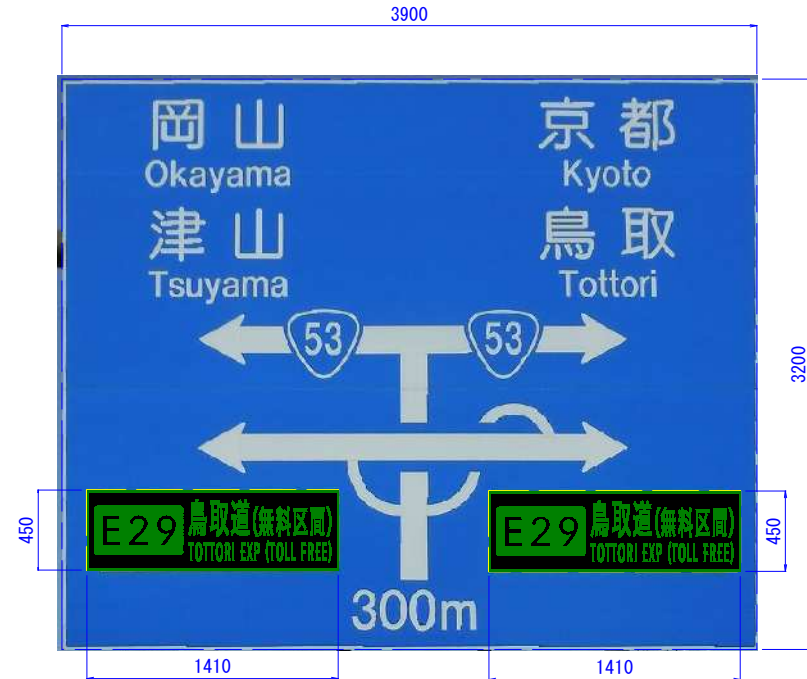 3900
岡山 京都
Okayama Kyoto
津山 鳥取
Tsuyama Tottori
53 53
3200
450 E29 鳥取道(無料区間) E29 鳥取道(無料区間) 450
TOTTORI EXP (TOLL FREE) TOTTORI EXP (TOLL FREE)
300m
1410 1410